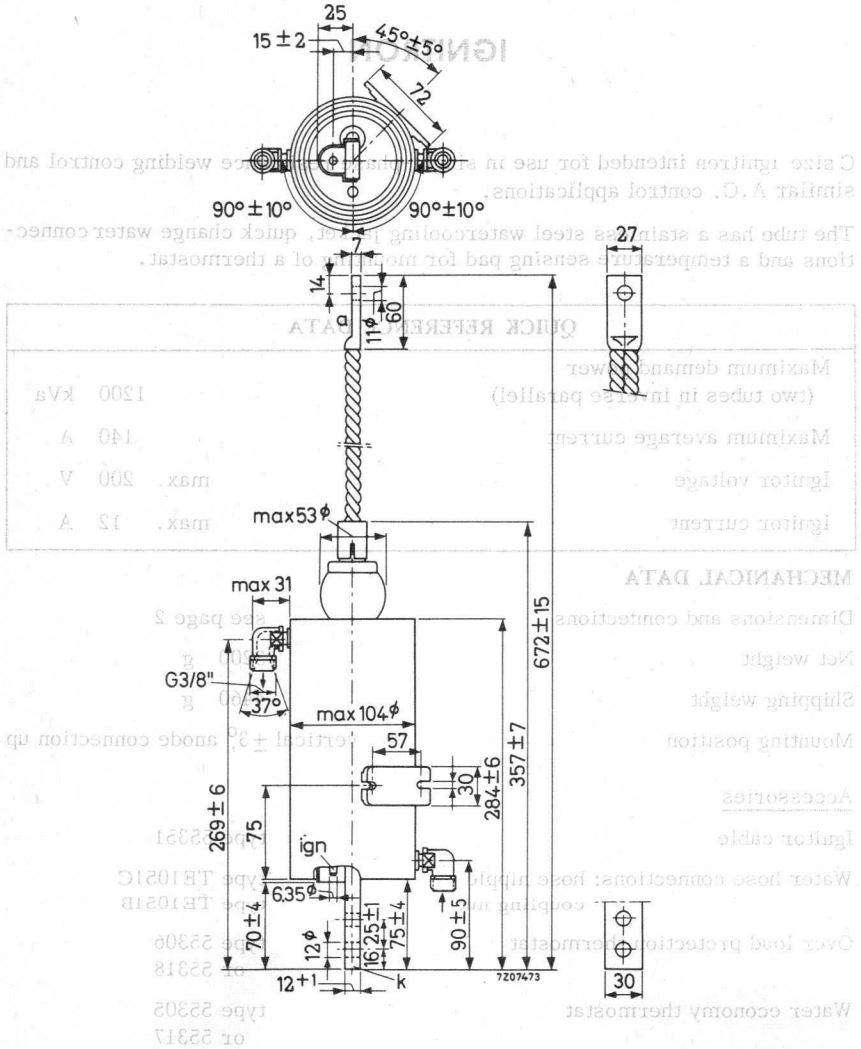 25
15 ± 2
45°±5°
IGNITRON
72
C size ignitron intended for use in single phase resistance welding control and
similar A.C. control applications.
90°±10°
90°±10°
The tube has a stainless steel watercooling jacket, quick change water connec-
tions and a temperature sensing pad for mounting of a thermostat.
7
27
14
a
11φ
60
QUICK REFERENCE DATA
Maximum demand power
(two tubes in inverse parallel) 1200 kVa
Maximum average current 140 A
Ignitor voltage max. 200 V
Ignitor current max. 12 A
max 53φ
MECHANICAL DATA
max 31
Dimensions and connections see page 2
672 ± 15
Net weight g
G3/8"
37°
Shipping weight g
max 104φ
Mounting position vertical ±3°, anode connection up
57
30
284 ± 6
357 ± 7
269 ± 6
75
Accessories
ign
Ignitor cable type 55351
6,35φ
Water hose connections: hose nipple type TE1051C
coupling nut type TE1051B
70 ± 4
12φ
25 ± 1
16
75 ± 4
90 ± 5
Over load protection thermostat type 55306
or 55318
12+1
k
7Z07473
30
Water economy thermostat type 55305
or 55317